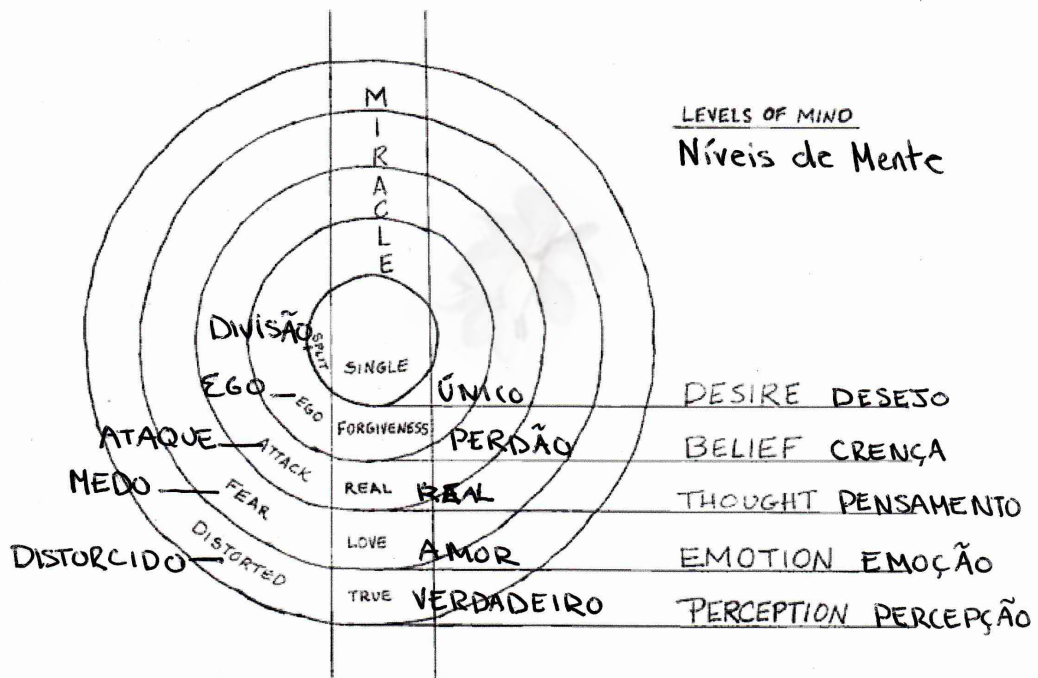 LEVELS OF MIND
Níveis de Mente
MIRACLE
DIVISÃO SPLIT
SINGLE
EGO EGO ÚNICO DESIRE DESEJO
ATAQUE ATTACK FORGIVENESS PERDÃO BELIEF CRENÇA
MEDO FEAR REAL REAL THOUGHT PENSAMENTO
DISTORCIDO DISTORTED LOVE AMOR EMOTION EMOÇÃO
TRUE VERDADEIRO PERCEPTION PERCEPÇÃO